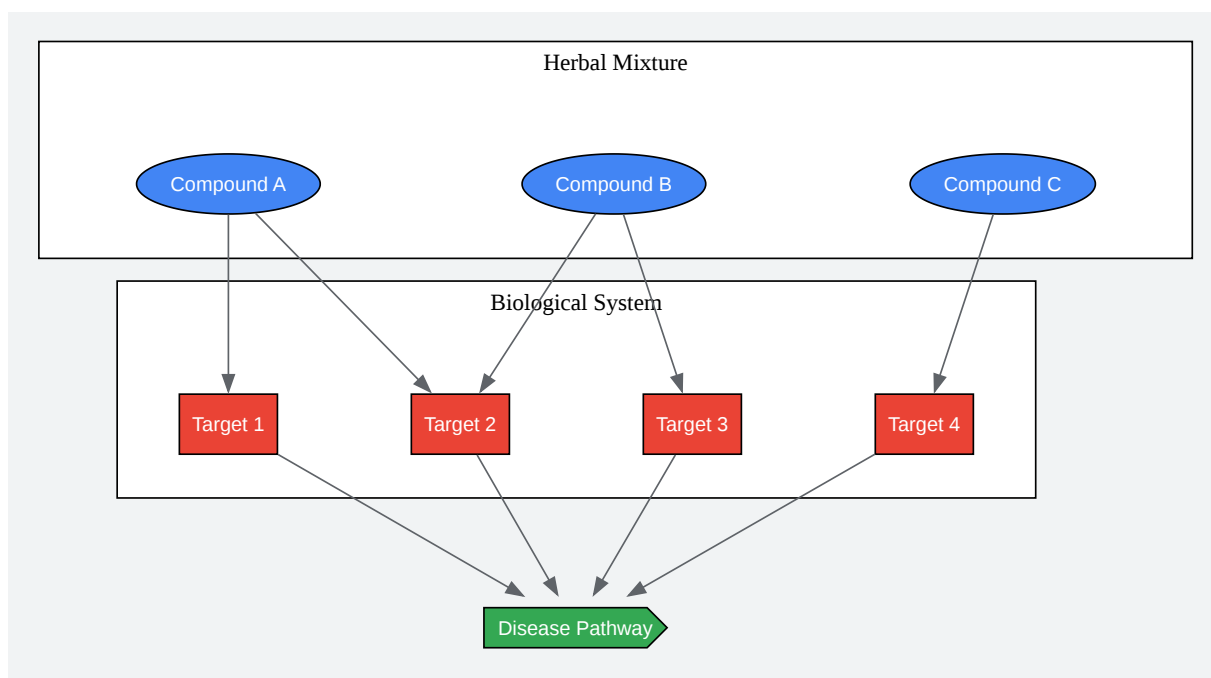 Herbal Mixture
Compound A
Compound B
Compound C
Biological System
Target 1
Target 2
Target 3
Target 4
Disease Pathway